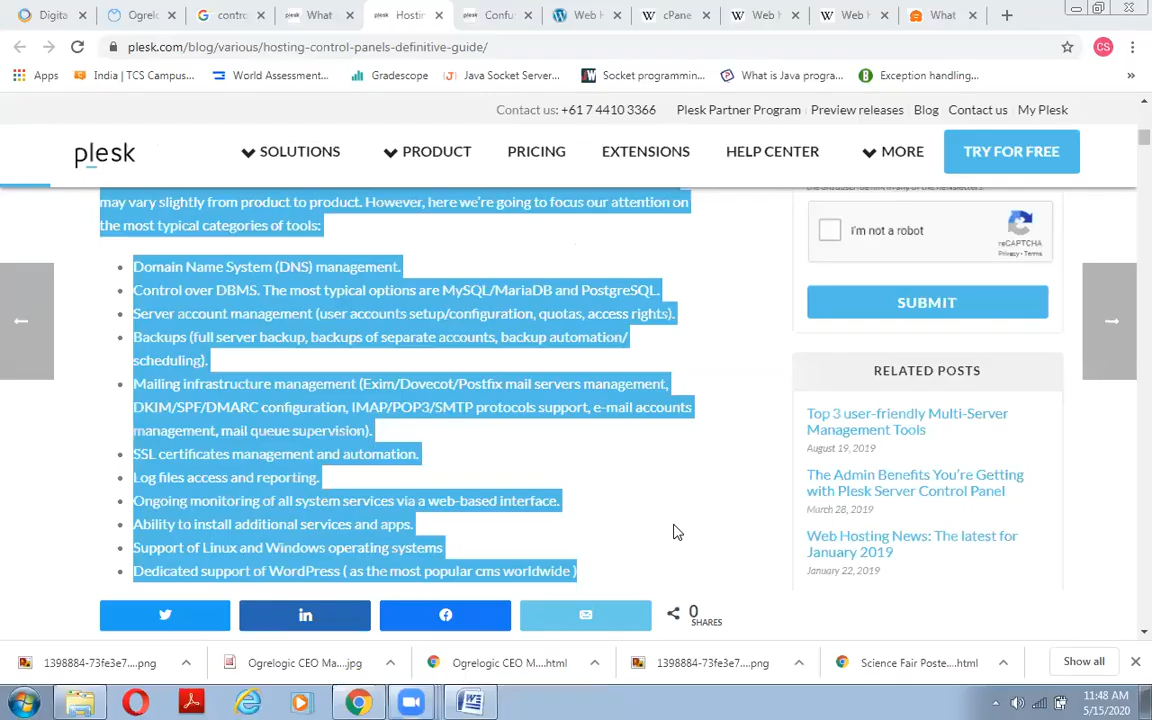 Digita
Ogrelo
contro
What
Hostin
Confus
Web h
cPane
Web h
Web h
What
plesk.com/blog/various/hosting-control-panels-definitive-guide/
CS
Apps
India | TCS Campus...
World Assessment...
Gradescope
Java Socket Server...
Socket programmin...
What is Java progra...
Exception handling...
»
Contact us: +61 7 4410 3366
Plesk Partner Program
Preview releases
Blog
Contact us
My Plesk
plesk
SOLUTIONS
PRODUCT
PRICING
EXTENSIONS
HELP CENTER
MORE
TRY FOR FREE
may vary slightly from product to product. However, here we're going to focus our attention on
the most typical categories of tools:
• Domain Name System (DNS) management.
• Control over DBMS. The most typical options are MySQL/MariaDB and PostgreSQL.
• Server account management (user accounts setup/configuration, quotas, access rights).
• Backups (full server backup, backups of separate accounts, backup automation/
scheduling).
• Mailing infrastructure management (Exim/Dovecot/Postfix mail servers management,
DKIM/SPF/DMARC configuration, IMAP/POP3/SMTP protocols support, e-mail accounts
management, mail queue supervision).
• SSL certificates management and automation.
• Log files access and reporting.
• Ongoing monitoring of all system services via a web-based interface.
• Ability to install additional services and apps.
• Support of Linux and Windows operating systems
• Dedicated support of WordPress ( as the most popular cms worldwide )
0
SHARES
I'm not a robot
reCAPTCHA
Privacy - Terms
SUBMIT
RELATED POSTS
Top 3 user-friendly Multi-Server
Management Tools
August 19, 2019
The Admin Benefits You're Getting
with Plesk Server Control Panel
March 28, 2019
Web Hosting News: The latest for
January 2019
January 22, 2019
1398884-73fe3e7....png
Ogrelogic CEO Ma....jpg
Ogrelogic CEO M....html
1398884-73fe3e7....png
Science Fair Poste....html
Show all
11:48 AM
5/15/2020